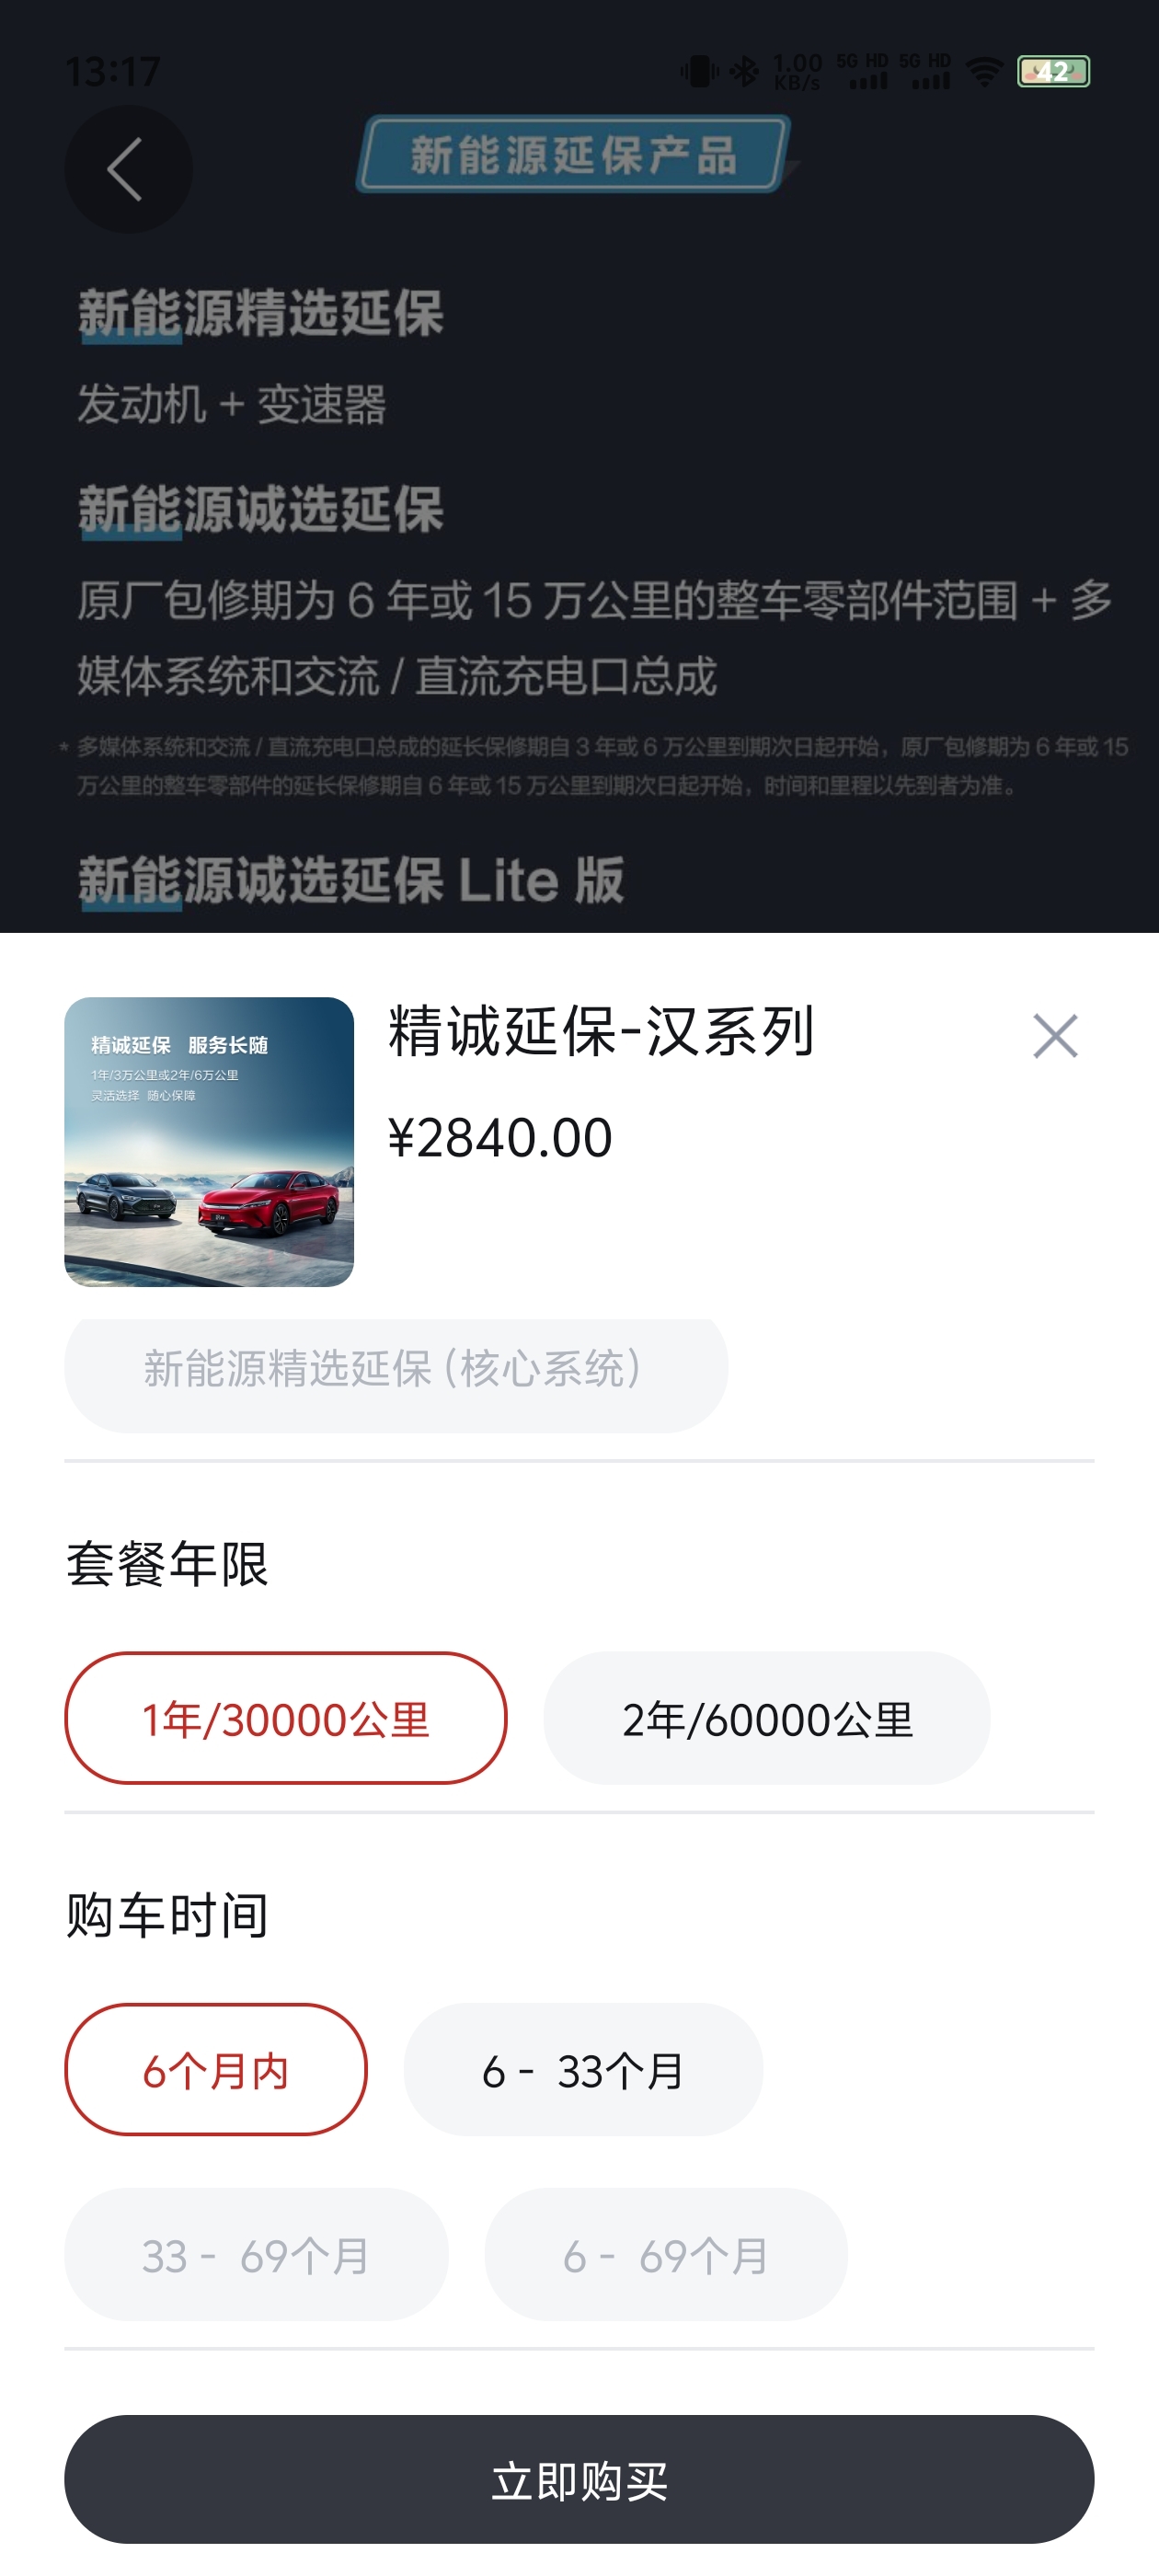 13:17
1.00 KB/s 5G HD 5G HD 42
新能源延保产品
新能源精选延保
发动机 + 变速器
新能源诚选延保
原厂包修期为 6 年或 15 万公里的整车零部件范围 + 多
媒体系统和交流 / 直流充电口总成
* 多媒体系统和交流 / 直流充电口总成的延长保修期自 3 年或 6 万公里到期次日起开始，原厂包修期为 6 年或 15
万公里的整车零部件的延长保修期自 6 年或 15 万公里到期次日起开始，时间和里程以先到者为准。
新能源诚选延保 Lite 版
精诚延保 服务长随
1年/3万公里或2年/6万公里
灵活选择 随心保障
精诚延保-汉系列
¥2840.00
新能源精选延保（核心系统）
套餐年限
1年/30000公里
2年/60000公里
购车时间
6个月内
6 - 33个月
33 - 69个月
6 - 69个月
立即购买